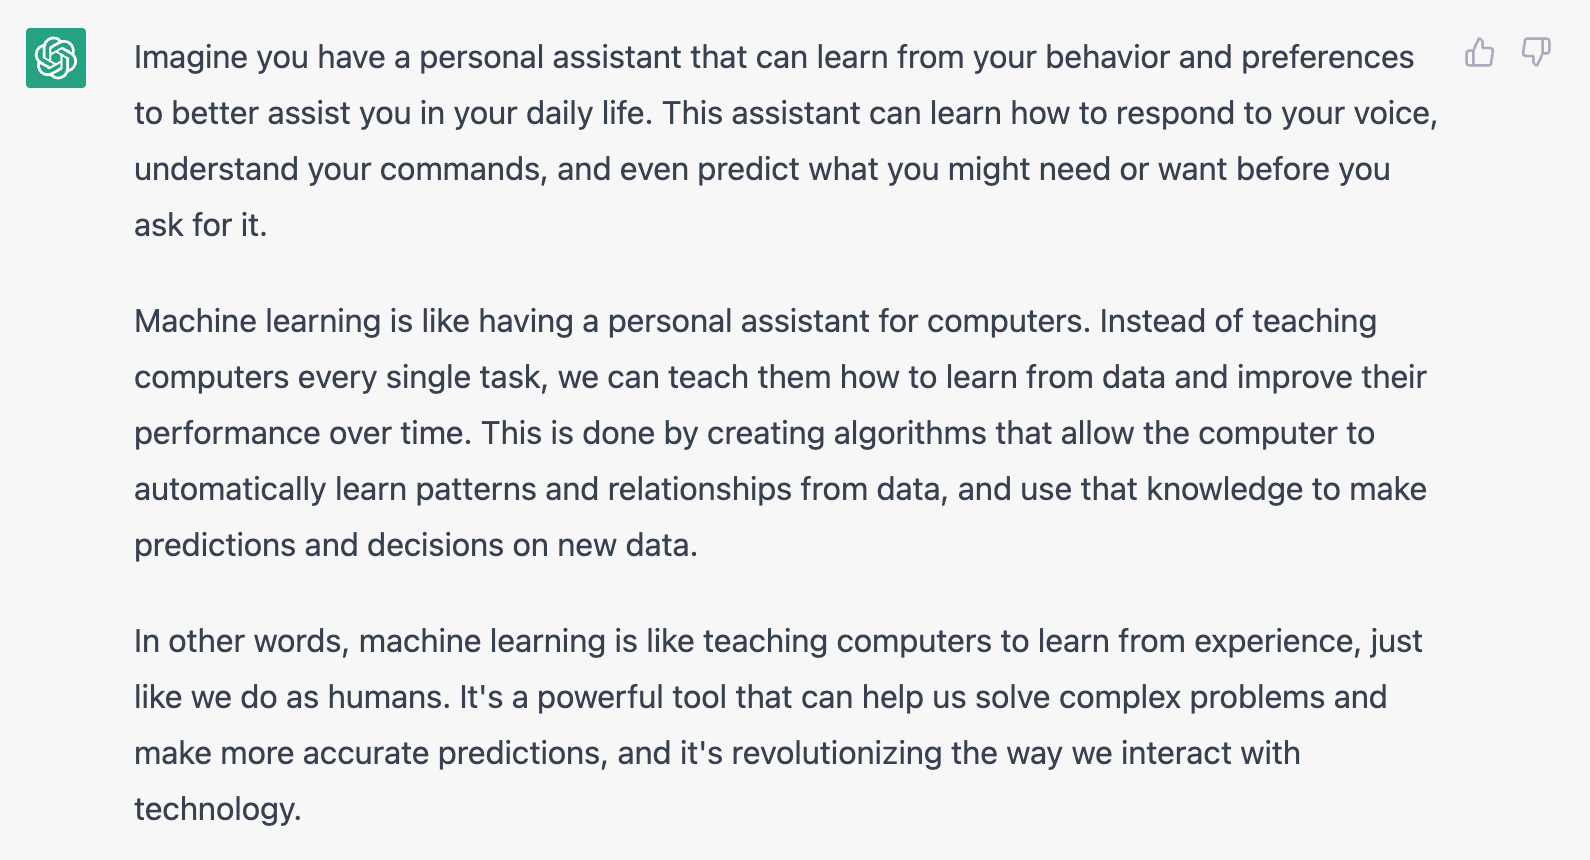 Imagine you have a personal assistant that can learn from your behavior and preferences
to better assist you in your daily life. This assistant can learn how to respond to your voice,
understand your commands, and even predict what you might need or want before you
ask for it.
Machine learning is like having a personal assistant for computers. Instead of teaching
computers every single task, we can teach them how to learn from data and improve their
performance over time. This is done by creating algorithms that allow the computer to
automatically learn patterns and relationships from data, and use that knowledge to make
predictions and decisions on new data.
In other words, machine learning is like teaching computers to learn from experience, just
like we do as humans. It's a powerful tool that can help us solve complex problems and
make more accurate predictions, and it's revolutionizing the way we interact with
technology.